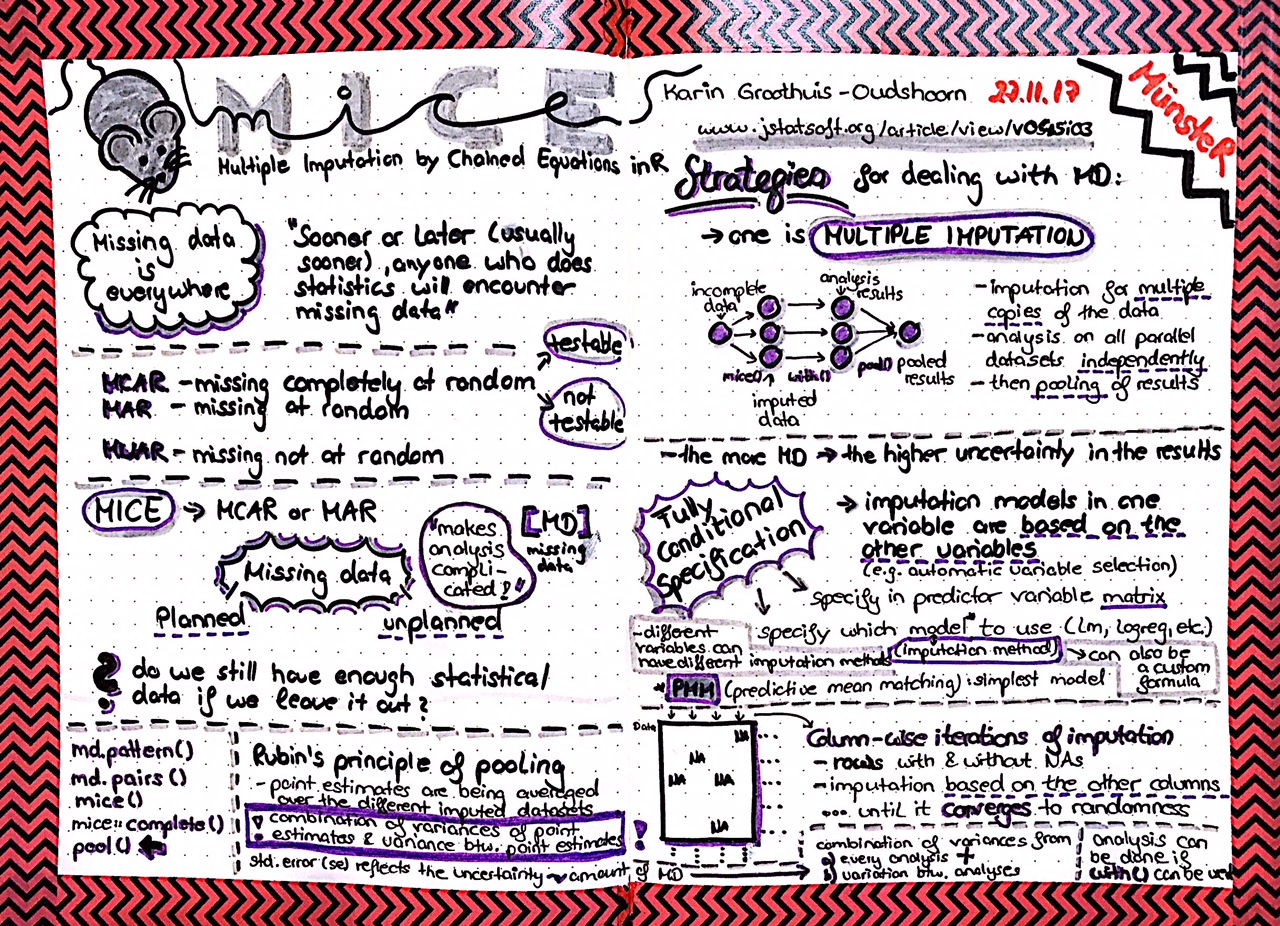 MICE
mice
Multiple Imputation by Chained Equations in R
Missing data
is
everywhere
"Sooner or Later (usually
sooner), anyone who does
statistics will encounter
missing data"
MCAR - missing completely at random
MAR - missing at random
MNAR - missing not at random
testable
not
testable
MICE → MCAR or MAR
Missing data
Planned
unplanned
"makes
analysis
compli-
cated!"
[MD]
missing
data
? do we still have enough statistical
! data if we leave it out?
md.pattern()
md.pairs()
mice()
mice::complete()
pool() ←
Rubin's principle of pooling
- point estimates are being averaged
over the different imputed datasets
combination of variances of point
estimates & variance btw. point estimates !
std. error (se) reflects the uncertainty ~ amount of MD
Karin Groothuis-Oudshoorn 27.11.17
www.jstatsoft.org/article/view/v045i03
MünsteR
Strategies for dealing with MD:
→ one is MULTIPLE IMPUTATION
incomplete
data
analysis
results
mice()
with()
pool()
pooled
results
imputed
data
- Imputation for multiple
copies of the data
- analysis on all parallel
datasets independently
- then pooling of results
- the more MD → the higher uncertainty in the results
Fully
Conditional
Specification
→ imputation models in one
variable are based on the
other variables
(e.g. automatic variable selection)
specify in predictor variable matrix
specify which model* to use (lm, logreg, etc.)
(imputation method)
- different
variables can
have different imputation methods
→ can also be
a custom
formula
* PMM (predictive mean matching) is simplest model
Data
NA
NA
NA
NA
NA
Column-wise iterations of imputation
- rows with & without NAs
- imputation based on the other columns
... until it converges to randomness
combination of variances from
every analysis +
variation btw. analyses
analysis can
be done if
with() can be